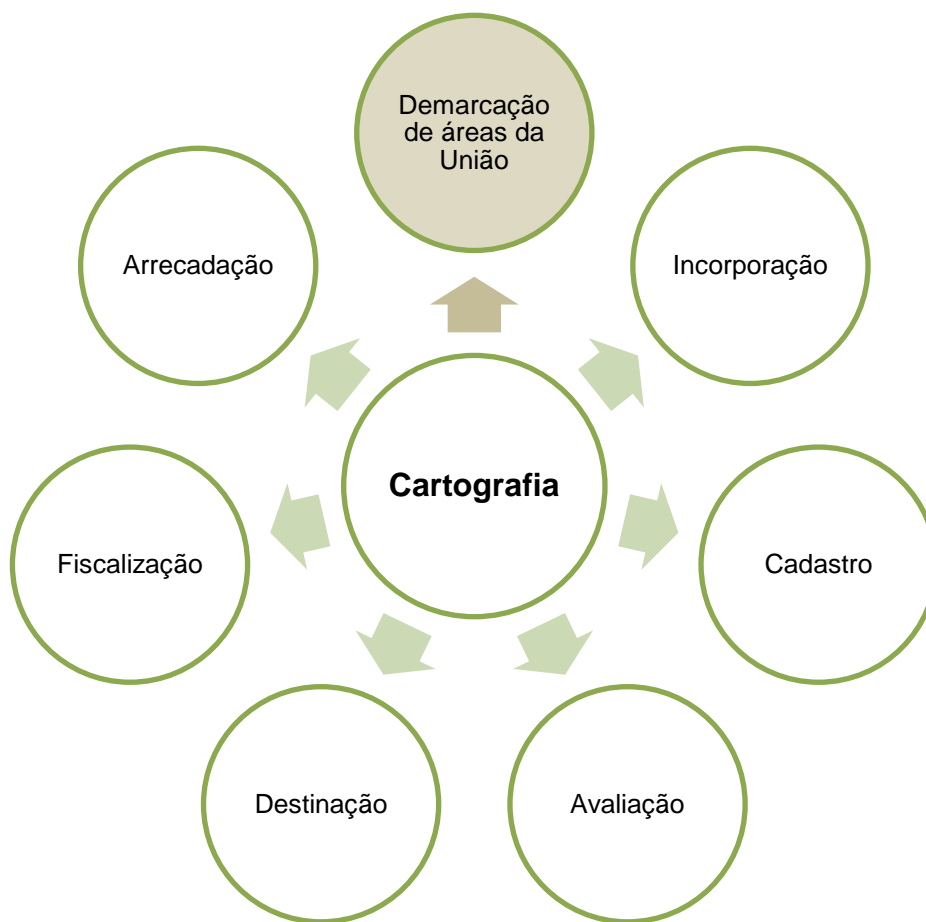 Demarcação
de áreas da
União
Arrecadação
Incorporação
Cartografia
Fiscalização
Cadastro
Destinação
Avaliação